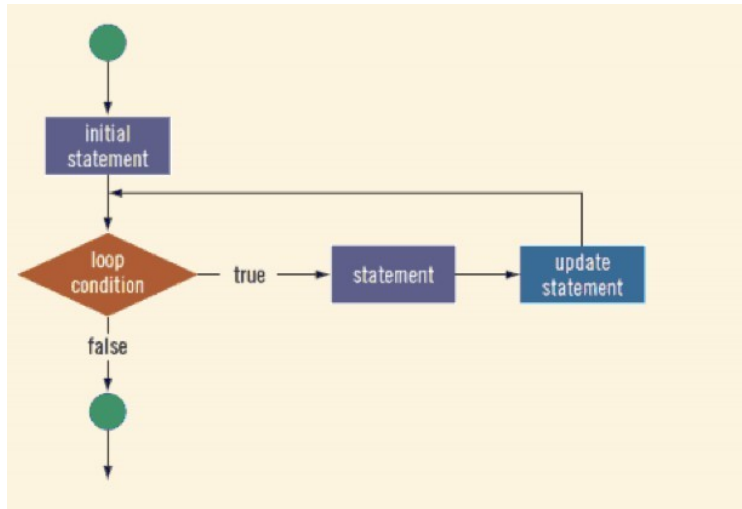 initial
statement
loop
condition
true
statement
update
statement
false